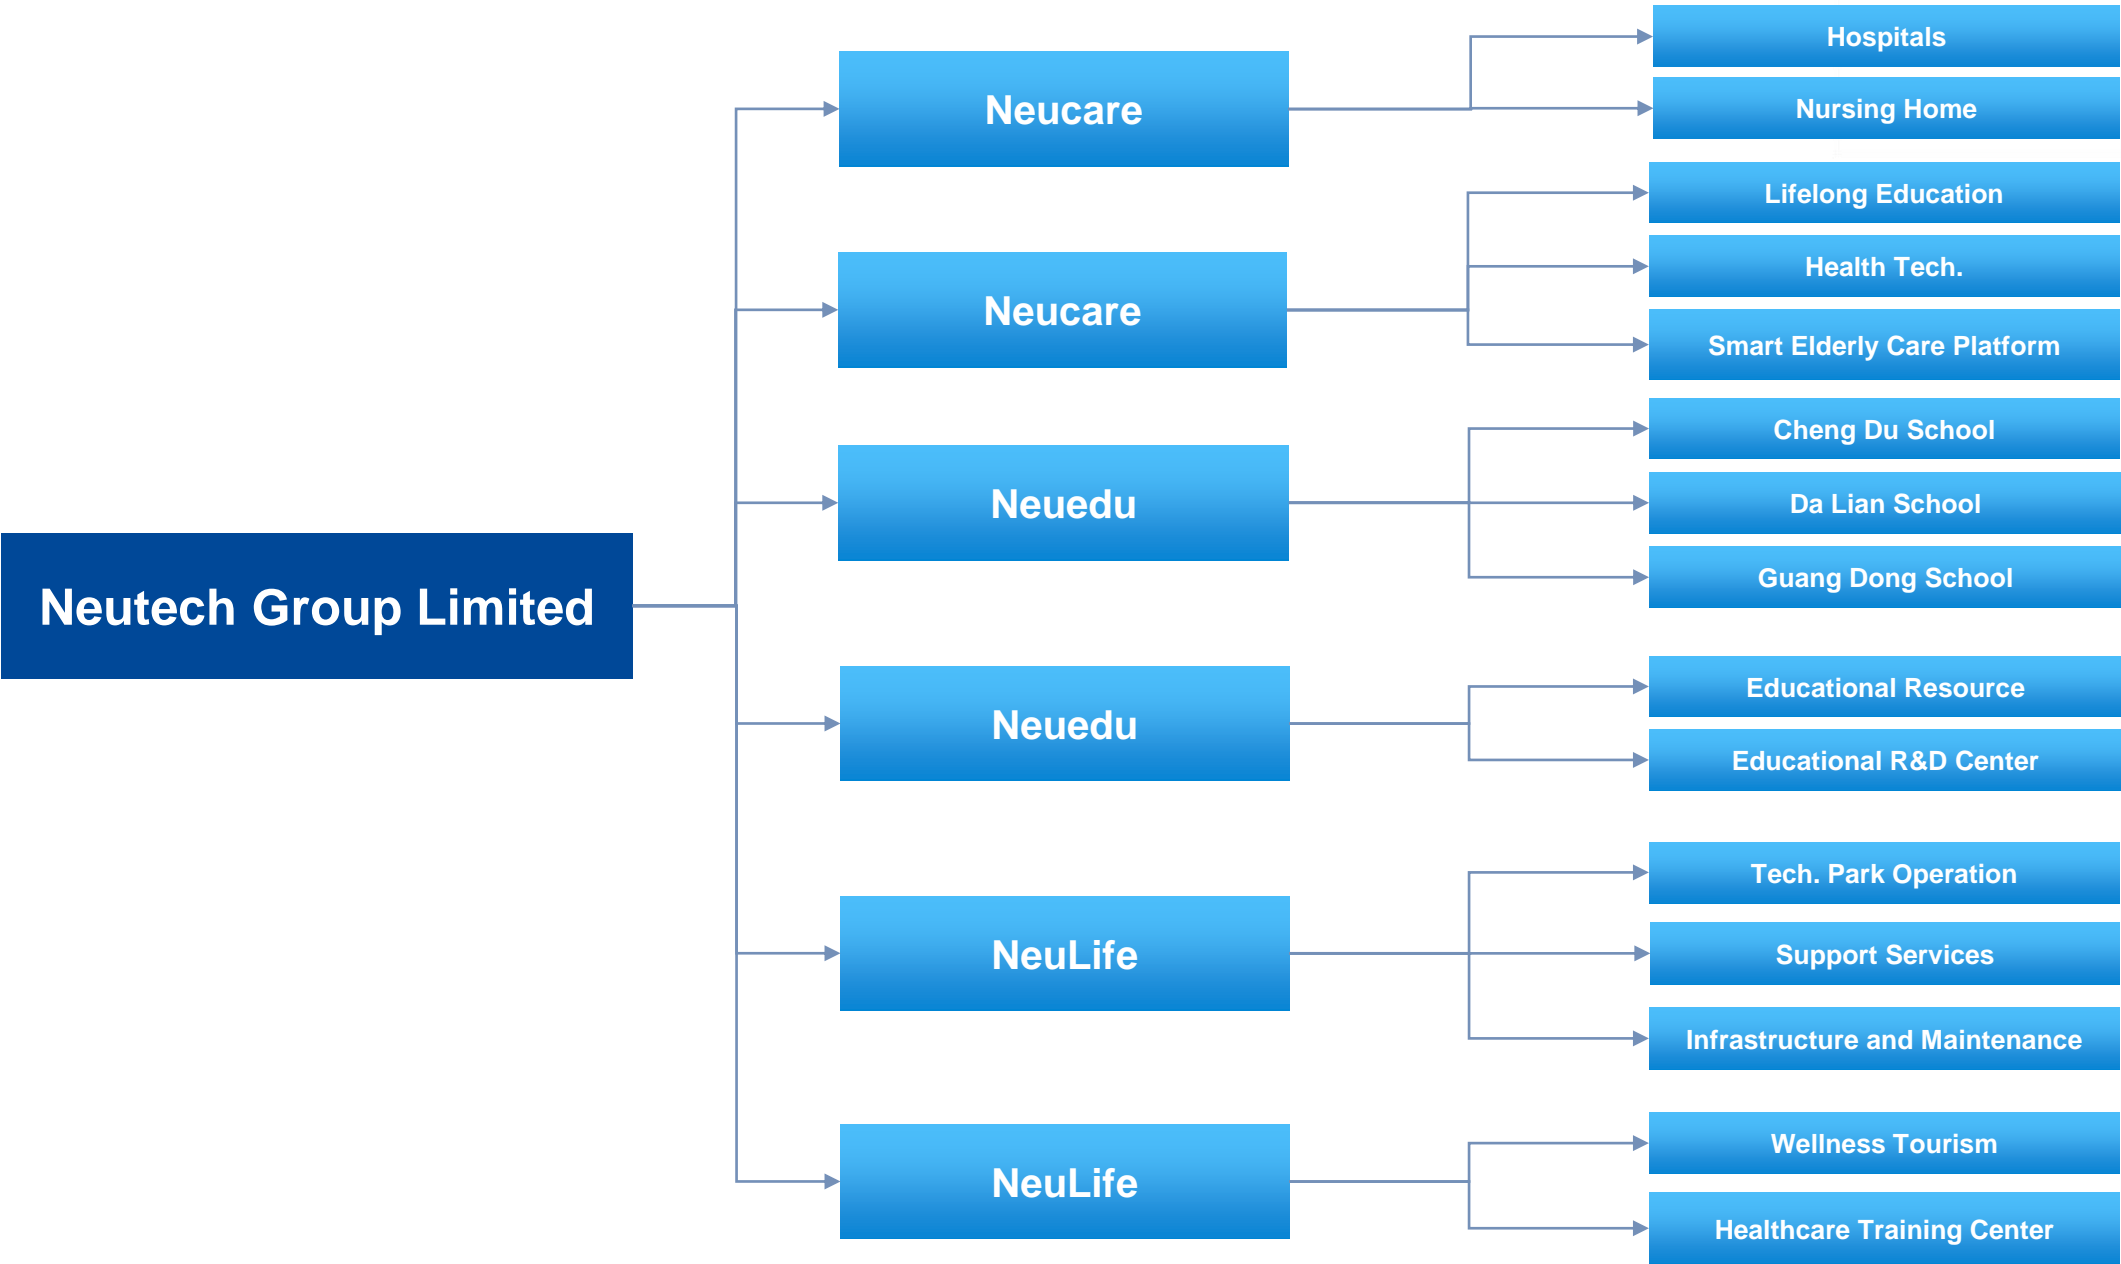 Neutech Group Limited
Neucare
Hospitals
Nursing Home
Neucare
Lifelong Education
Health Tech.
Smart Elderly Care Platform
Neuedu
Cheng Du School
Da Lian School
Guang Dong School
Neuedu
Educational Resource
Educational R&D Center
NeuLife
Tech. Park Operation
Support Services
Infrastructure and Maintenance
NeuLife
Wellness Tourism
Healthcare Training Center